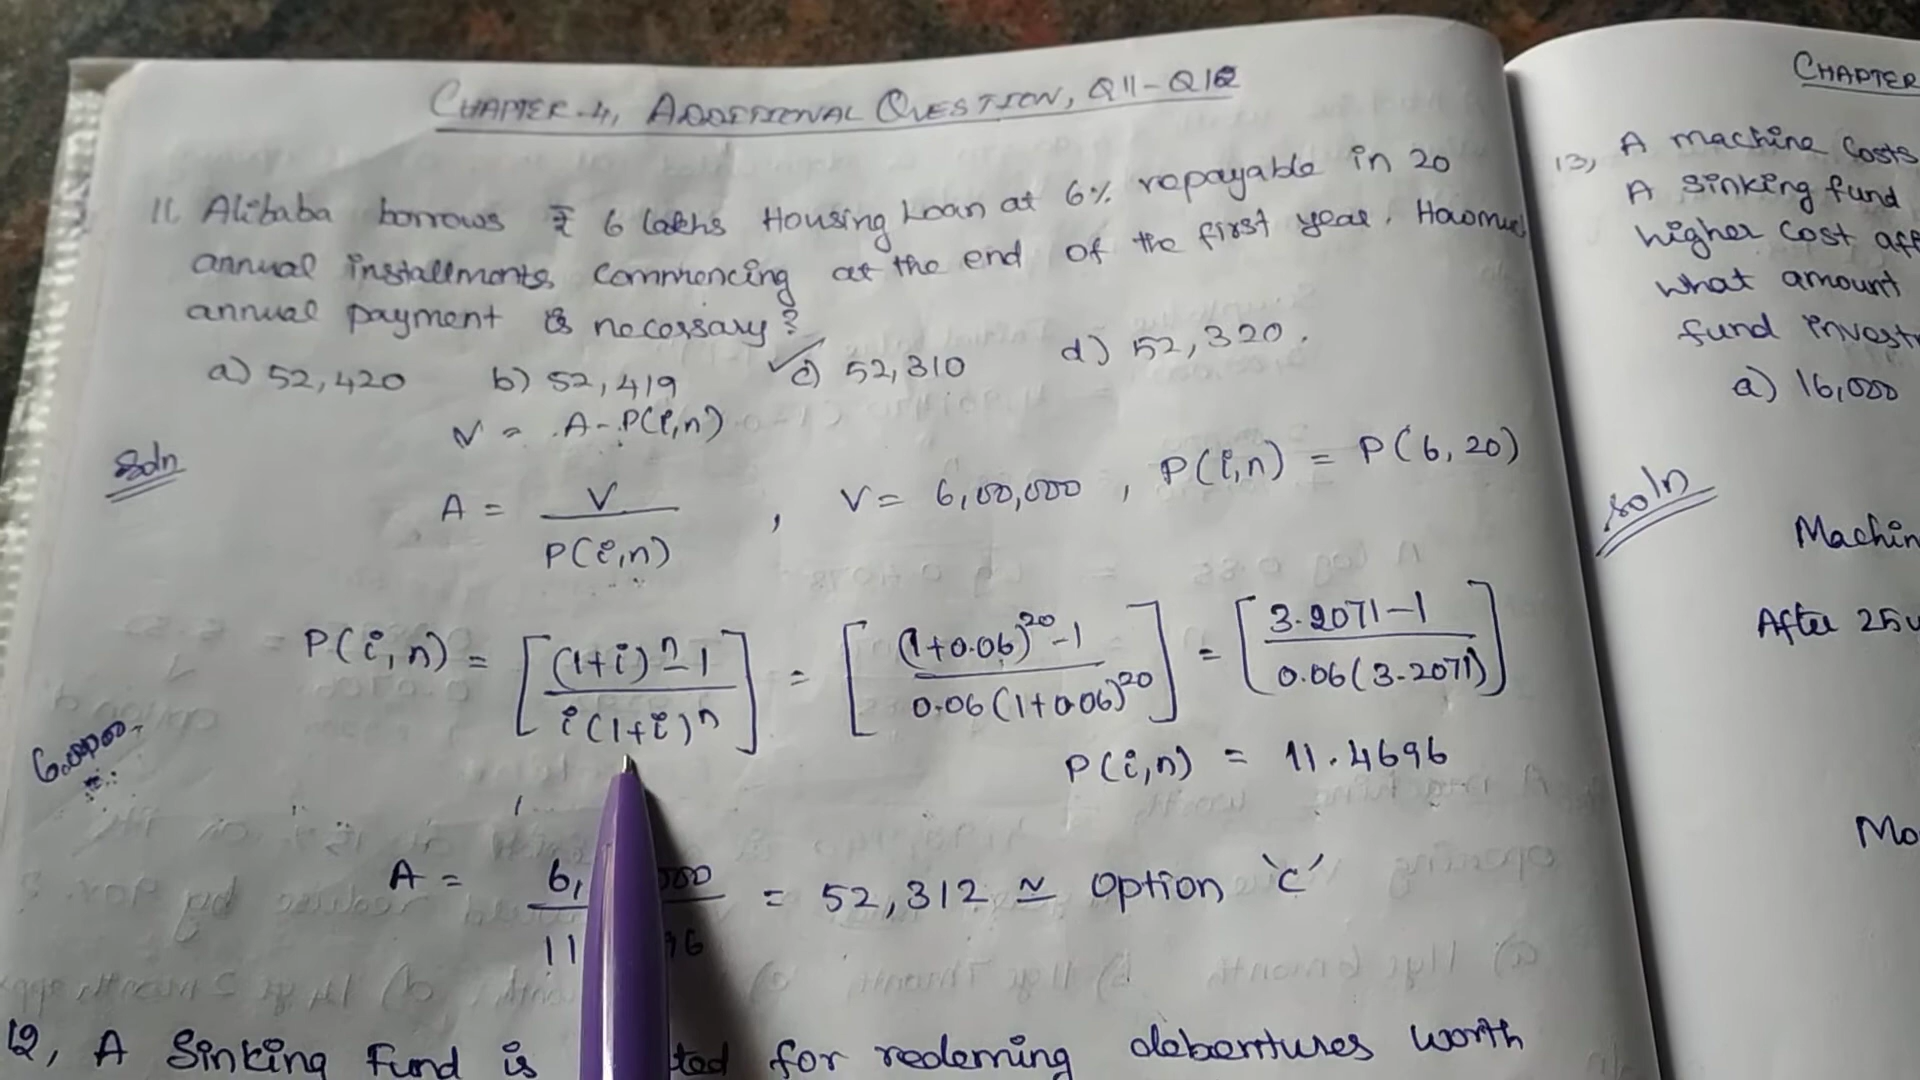 CHAPTER-4, ADDITIONAL QUESTION, Q11-Q12
11. Alibaba borrows ₹ 6 lakhs Housing Loan at 6% repayable in 20
annual installments commencing at the end of the first year. How much
annual payment is necessary?
a) 52,420 b) 52,419 ✓c) 52,310 d) 52,320.
Soln
V = A·P(i,n)
A = V/P(i,n) , V = 6,00,000 , P(i,n) = P(6, 20)
P(i,n) = [(1+i)^n - 1 / i(1+i)^n] = [(1+0.06)^20 - 1 / 0.06(1+0.06)^20] = [3.2071-1 / 0.06(3.2071)]
P(i,n) = 11.4696
A = = 52,312 ≃ option 'c'
12, A Sinking Fund is for redeming debentures worth
CHAPTER
13, A machine costs
A sinking fund
higher cost
what amount
fund
a) 16,000
Soln
Machin
After 25
Mo